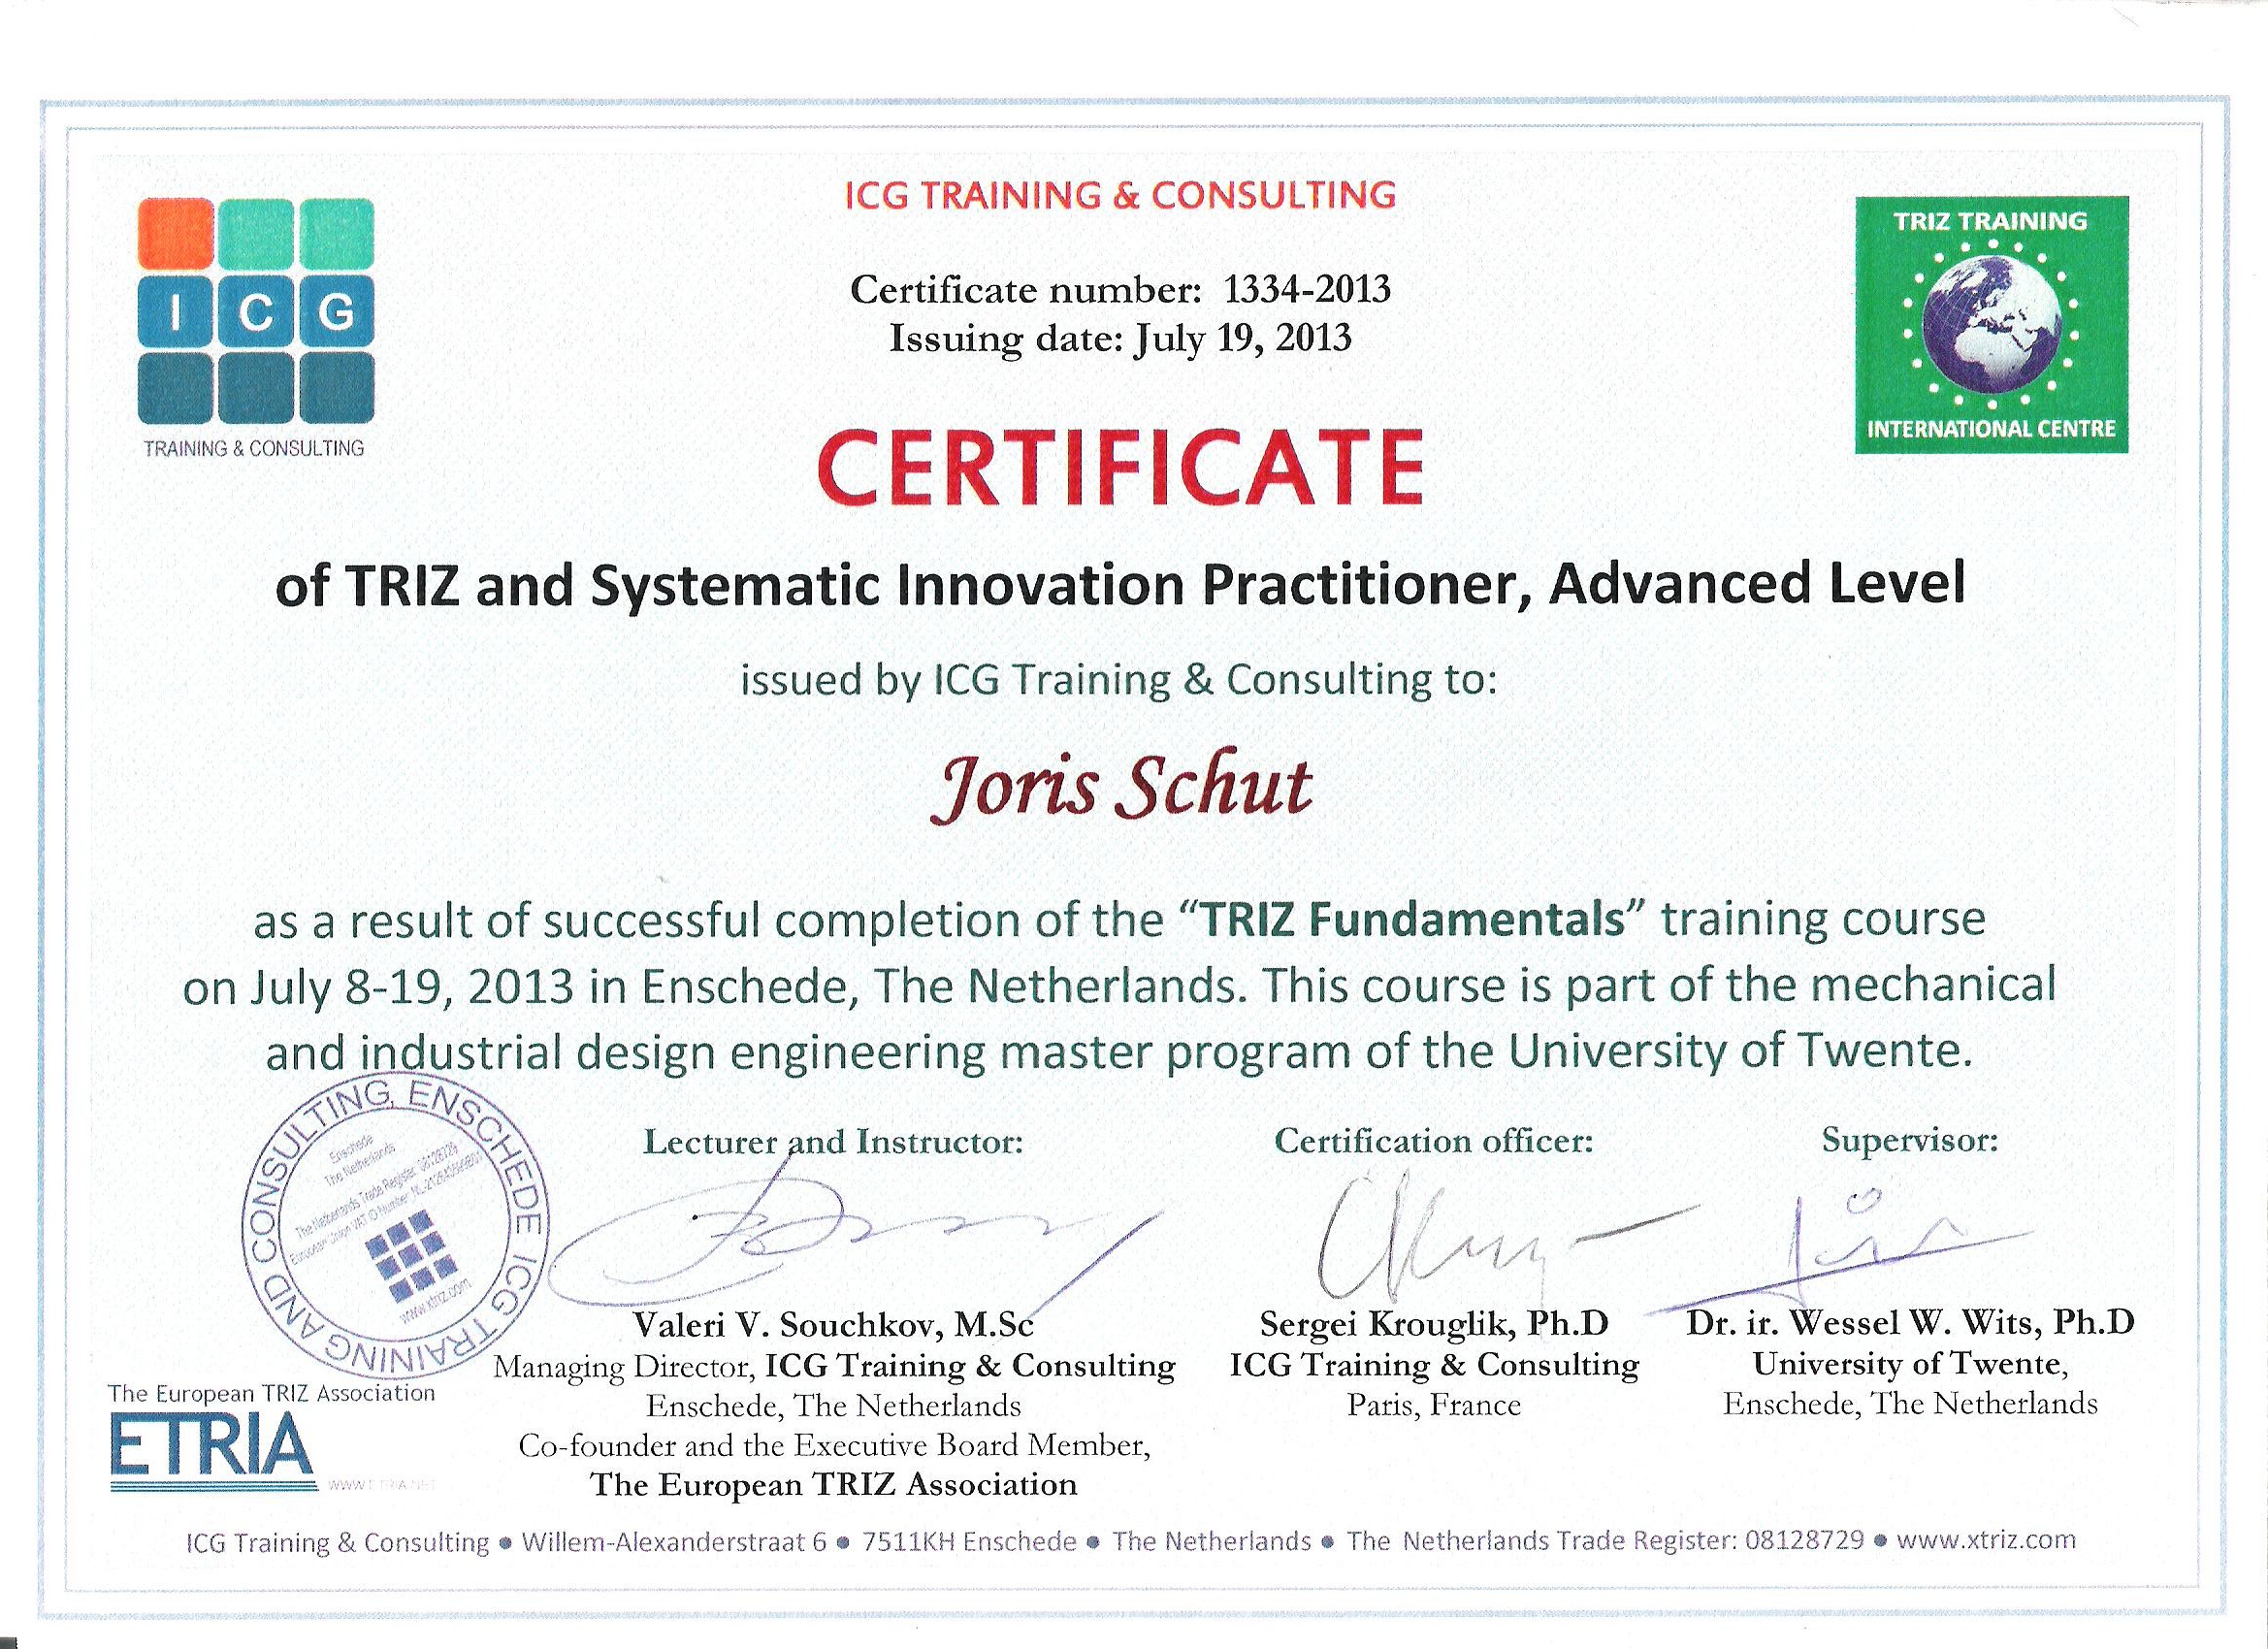 ICG TRAINING & CONSULTING
Certificate number: 1334-2013
Issuing date: July 19, 2013
I C G
TRAINING & CONSULTING
TRIZ TRAINING
INTERNATIONAL CENTRE
CERTIFICATE
of TRIZ and Systematic Innovation Practitioner, Advanced Level
issued by ICG Training & Consulting to:
Joris Schut
as a result of successful completion of the “TRIZ Fundamentals” training course
on July 8-19, 2013 in Enschede, The Netherlands. This course is part of the mechanical
and industrial design engineering master program of the University of Twente.
ICG TRAINING AND CONSULTING, ENSCHEDE
Enschede
The Netherlands
The Netherlands Trade Register 08128729
European Union VAT ID Number
www.xtriz.com
Lecturer and Instructor:
Valeri V. Souchkov, M.Sc
Managing Director, ICG Training & Consulting
Enschede, The Netherlands
Co-founder and the Executive Board Member,
The European TRIZ Association
Certification officer:
Sergei Krouglik, Ph.D
ICG Training & Consulting
Paris, France
Supervisor:
Dr. ir. Wessel W. Wits, Ph.D
University of Twente,
Enschede, The Netherlands
The European TRIZ Association
ETRIA
ICG Training & Consulting ● Willem-Alexanderstraat 6 ● 7511KH Enschede ● The Netherlands ● The Netherlands Trade Register: 08128729 ● www.xtriz.com